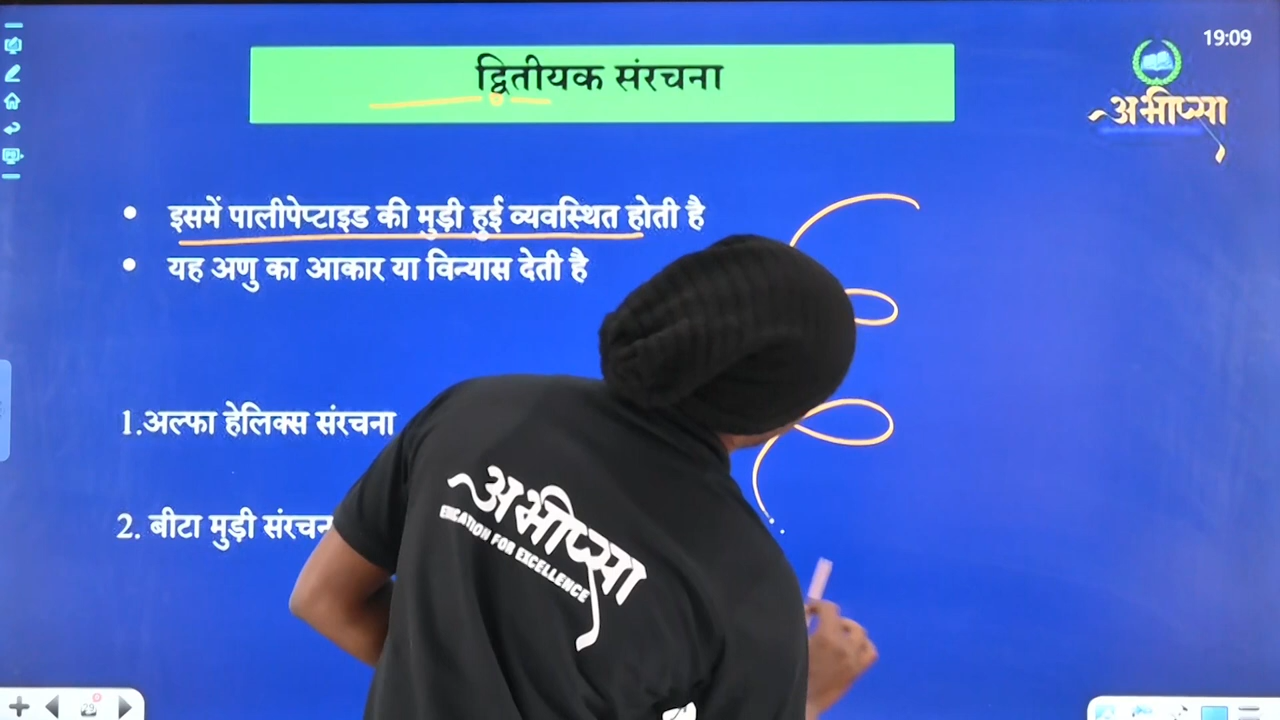 19:09
द्वितीयक संरचना
अभीप्सा
• इसमें पालीपेप्टाइड की मुड़ी हुई व्यवस्थित होती है
• यह अणु का आकार या विन्यास देती है
1.अल्फा हेलिक्स संरचना
2. बीटा मुड़ी
अभीप्सा
EDUCATION FOR EXCELLENCE
29